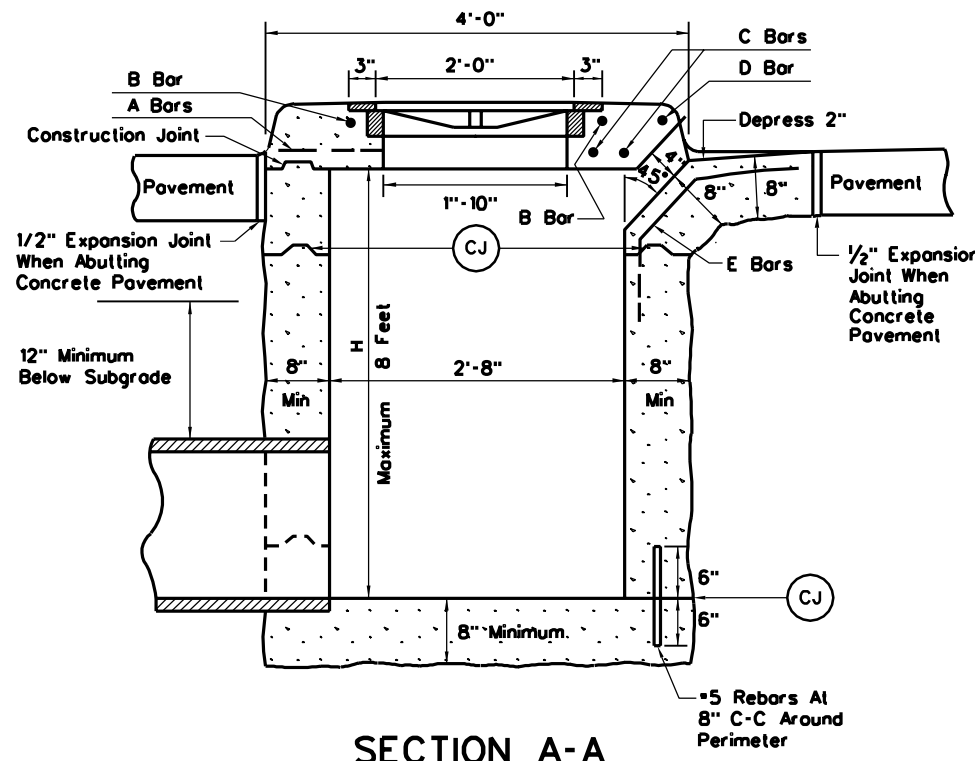 4'-0"
C Bars
3"
2'-0"
3"
B Bar
D Bar
A Bars
Depress 2"
Construction Joint
4"
45°
Pavement
8"
8"
Pavement
1"-10"
B Bar
1/2" Expansion Joint
When Abutting
Concrete Pavement
CJ
E Bars
1/2" Expansion
Joint When
Abutting
Concrete
Pavement
12" Minimum
Below Subgrade
H
8 Feet
Maximum
8"
Min
2'-8"
8"
Min
6"
6"
CJ
8" Minimum.
#5 Rebars At
8" C-C Around
Perimeter
SECTION A-A